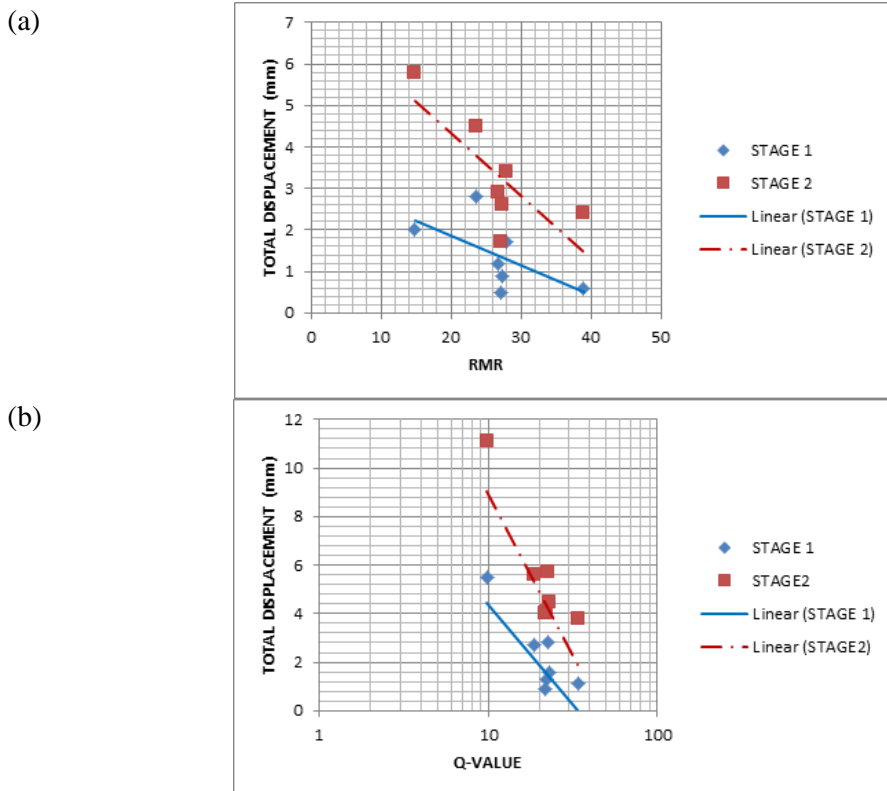 (a)
TOTAL DISPLACEMENT (mm)
7
6
5
4
3
2
1
0
0 10 20 30 40 50
RMR
STAGE 1
STAGE 2
Linear (STAGE 1)
Linear (STAGE 2)
(b)
TOTAL DISPLACEMENT (mm)
12
10
8
6
4
2
0
1 10 100
Q-VALUE
STAGE 1
STAGE2
Linear (STAGE 1)
Linear (STAGE2)